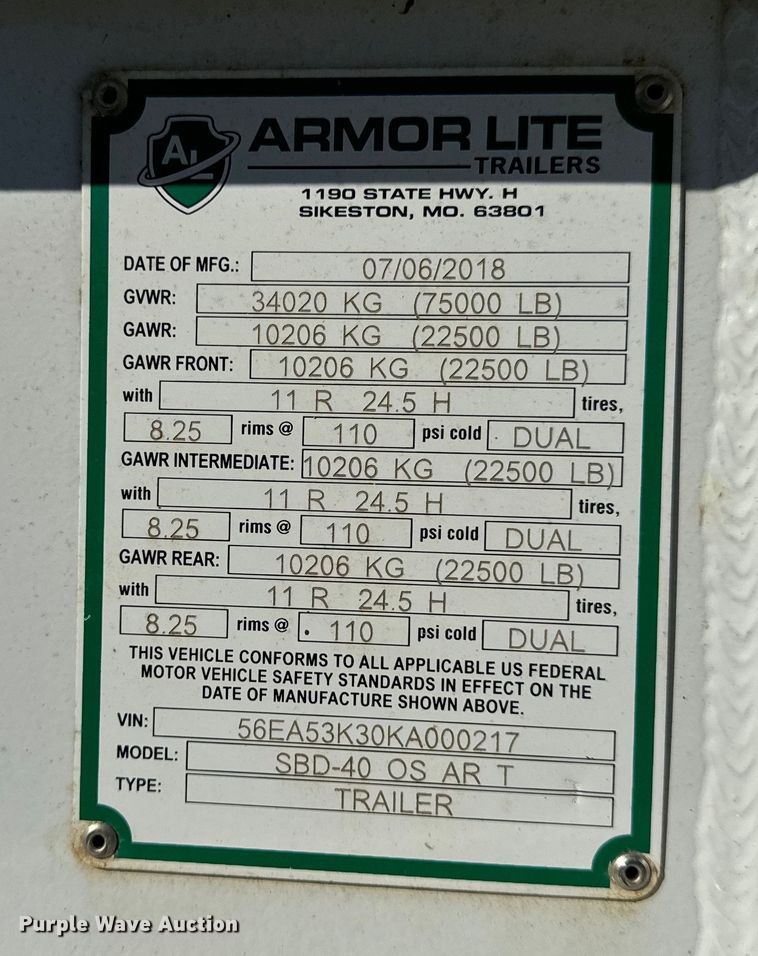 AL ARMOR LITE
TRAILERS
1190 STATE HWY. H
SIKESTON, MO. 63801
DATE OF MFG.: 07/06/2018
GVWR: 34020 KG (75000 LB)
GAWR: 10206 KG (22500 LB)
GAWR FRONT: 10206 KG (22500 LB)
with 11 R 24.5 H tires,
8.25 rims @ 110 psi cold DUAL
GAWR INTERMEDIATE: 10206 KG (22500 LB)
with 11 R 24.5 H tires,
8.25 rims @ 110 psi cold DUAL
GAWR REAR: 10206 KG (22500 LB)
with 11 R 24.5 H tires,
8.25 rims @ 110 psi cold DUAL
THIS VEHICLE CONFORMS TO ALL APPLICABLE US FEDERAL
MOTOR VEHICLE SAFETY STANDARDS IN EFFECT ON THE
DATE OF MANUFACTURE SHOWN ABOVE.
VIN: 56EA53K30KA000217
MODEL: SBD-40 OS AR T
TYPE: TRAILER
Purple Wave Auction